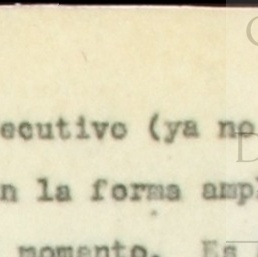 ecutivo (ya no
n la forma amp
momento. Es